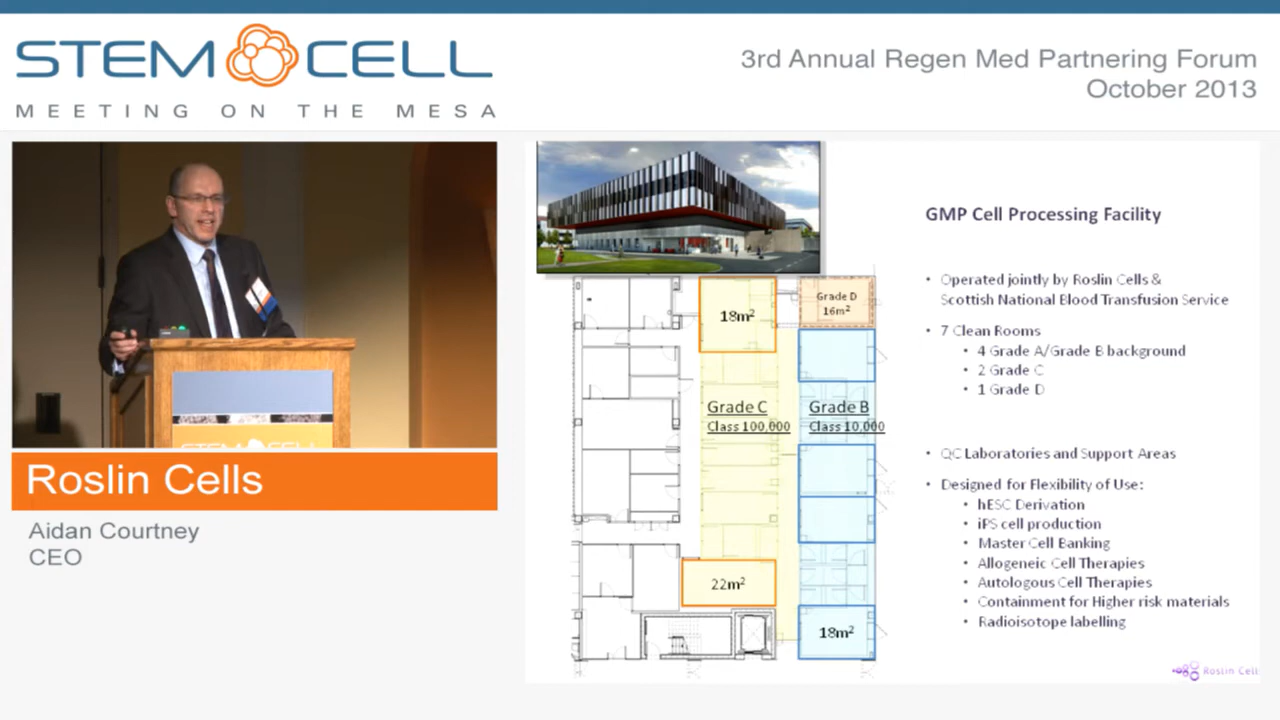 STEM CELL
MEETING ON THE MESA
3rd Annual Regen Med Partnering Forum
October 2013
STEM CELL
Roslin Cells
Aidan Courtney
CEO
18m²
Grade D
16m²
Grade C
Class 100,000
Grade B
Class 10,000
22m²
18m²
GMP Cell Processing Facility
• Operated jointly by Roslin Cells &
Scottish National Blood Transfusion Service
• 7 Clean Rooms
• 4 Grade A/Grade B background
• 2 Grade C
• 1 Grade D
• QC Laboratories and Support Areas
• Designed for Flexibility of Use:
• hESC Derivation
• iPS cell production
• Master Cell Banking
• Allogeneic Cell Therapies
• Autologous Cell Therapies
• Containment for Higher risk materials
• Radioisotope labelling
Roslin Cell